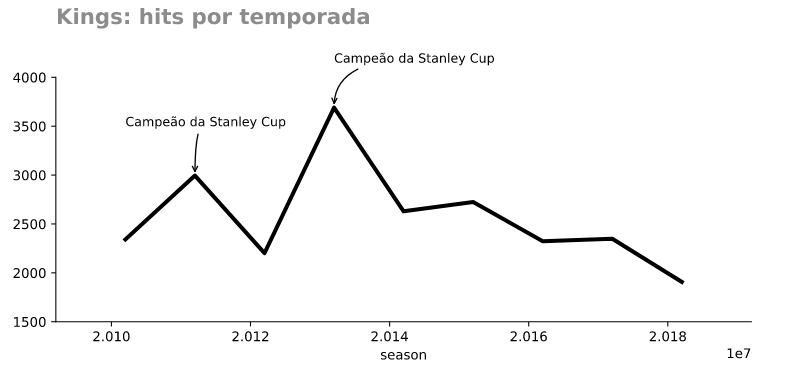 Kings: hits por temporada
Campeão da Stanley Cup
4000
Campeão da Stanley Cup
3500
3000
2500
2000
1500
2.010 2.012 2.014 2.016 2.018
season 1e7